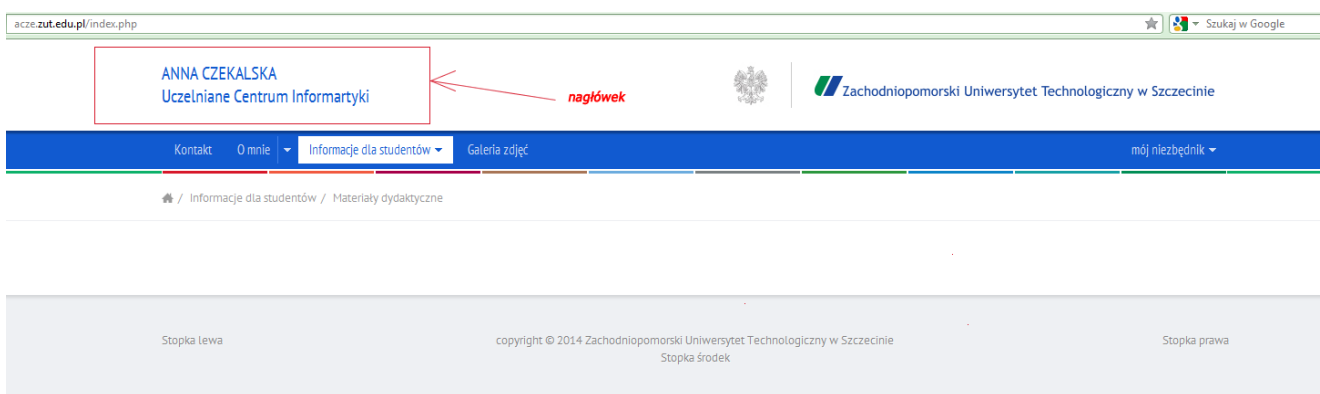 acze.zut.edu.pl/index.php
Szukaj w Google
ANNA CZEKALSKA
Uczelniane Centrum Informartyki
nagłówek
Zachodniopomorski Uniwersytet Technologiczny w Szczecinie
Kontakt O mnie Informacje dla studentów Galeria zdjęć mój niezbędnik
/ Informacje dla studentów / Materiały dydaktyczne
Stopka lewa
copyright © 2014 Zachodniopomorski Uniwersytet Technologiczny w Szczecinie
Stopka środek
Stopka prawa